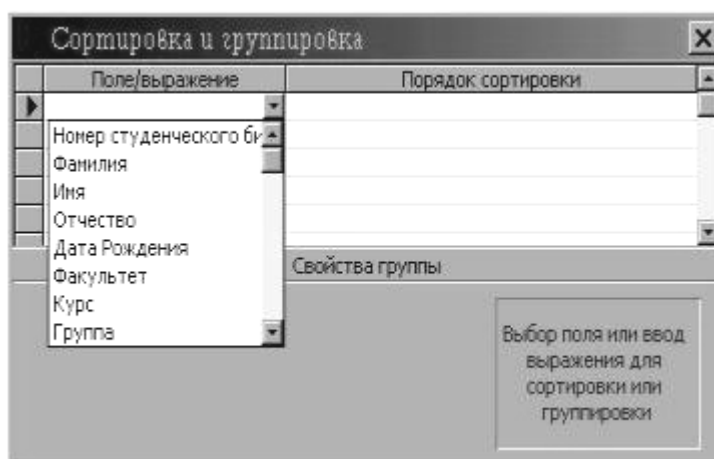 Сортировка и группировка
Поле/выражение Порядок сортировки
Номер студенческого би
Фамилия
Имя
Отчество
Дата Рождения
Факультет
Курс
Группа
Свойства группы
Выбор поля или ввод
выражения для
сортировки или
группировки